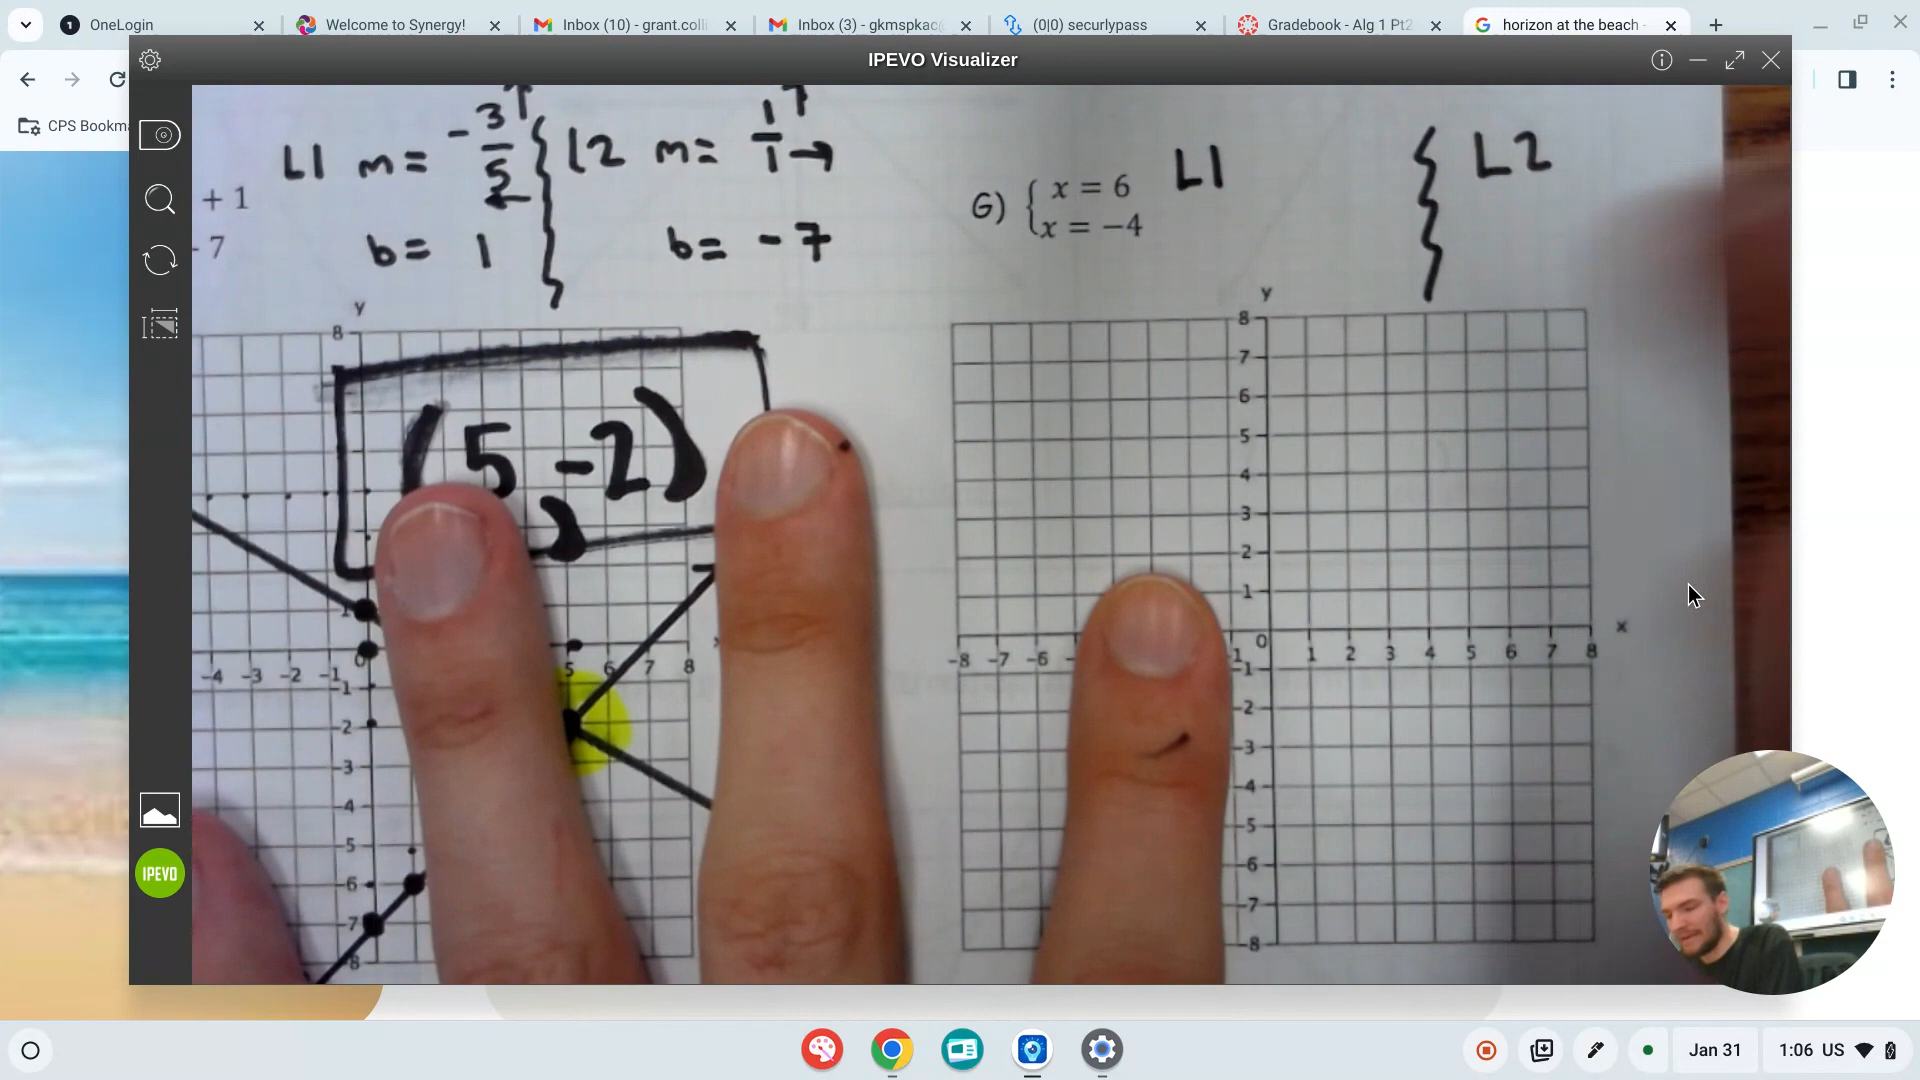 OneLogin
Welcome to Synergy!
Inbox (10) - grant.coll
Inbox (3) - gkmspkac@
(0|0) securlypass
Gradebook - Alg 1 Pt2
horizon at the beach -
CPS Bookma
IPEVO Visualizer
IPEVO
+ 1
- 7
L1 m = -3/5
b = 1
L2 m = 1/1
b = -7
G) { x = 6
x = -4
L1
L2
y
8
(5, -2)
-4 -3 -2 -1 0 5 6 7 8
-1
-2
-3
-4
-5
-6
-7
-8
y
8
7
6
5
4
3
2
1
x
-8 -7 -6 - 1 0 1 2 3 4 5 6 7 8
-1
-2
-3
-4
-5
-6
-7
-8
Jan 31
1:06 US